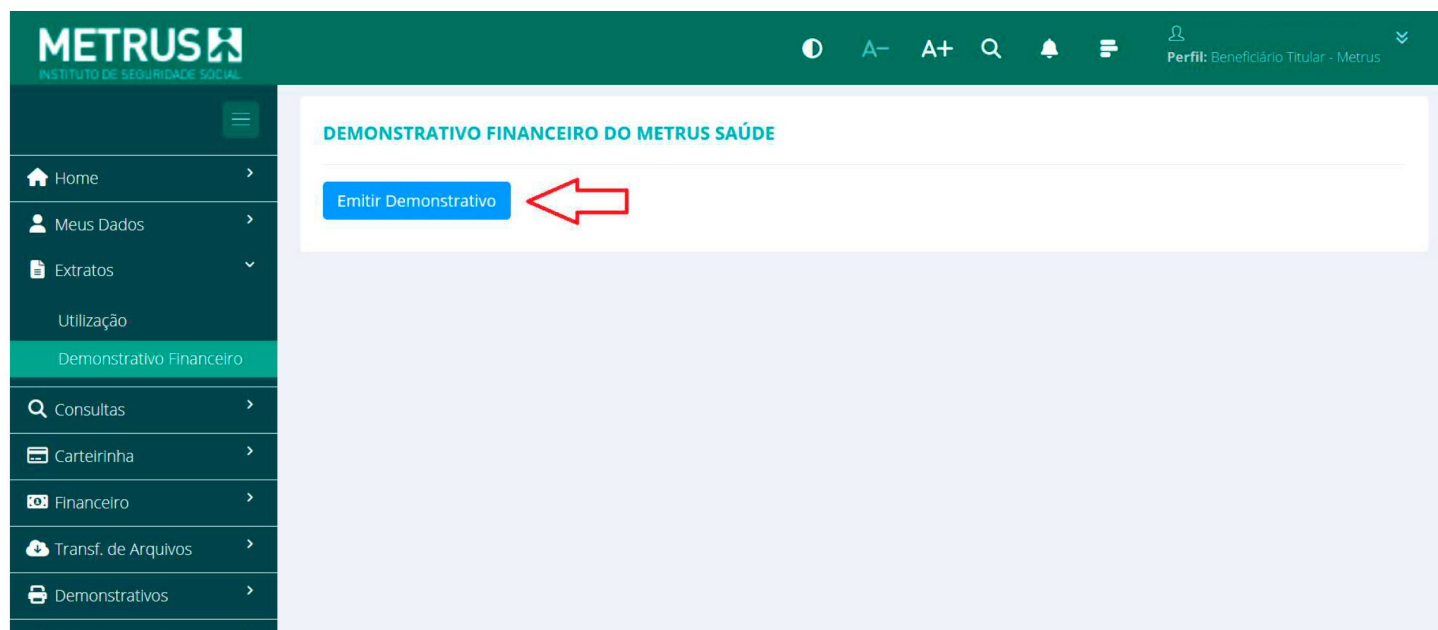 METRUS
INSTITUTO DE SEGURIDADE SOCIAL
A- A+
Perfil: Beneficiário Titular - Metrus
DEMONSTRATIVO FINANCEIRO DO METRUS SAÚDE
Emitir Demonstrativo
Home
Meus Dados
Extratos
Utilização
Demonstrativo Financeiro
Consultas
Carteirinha
Financeiro
Transf. de Arquivos
Demonstrativos